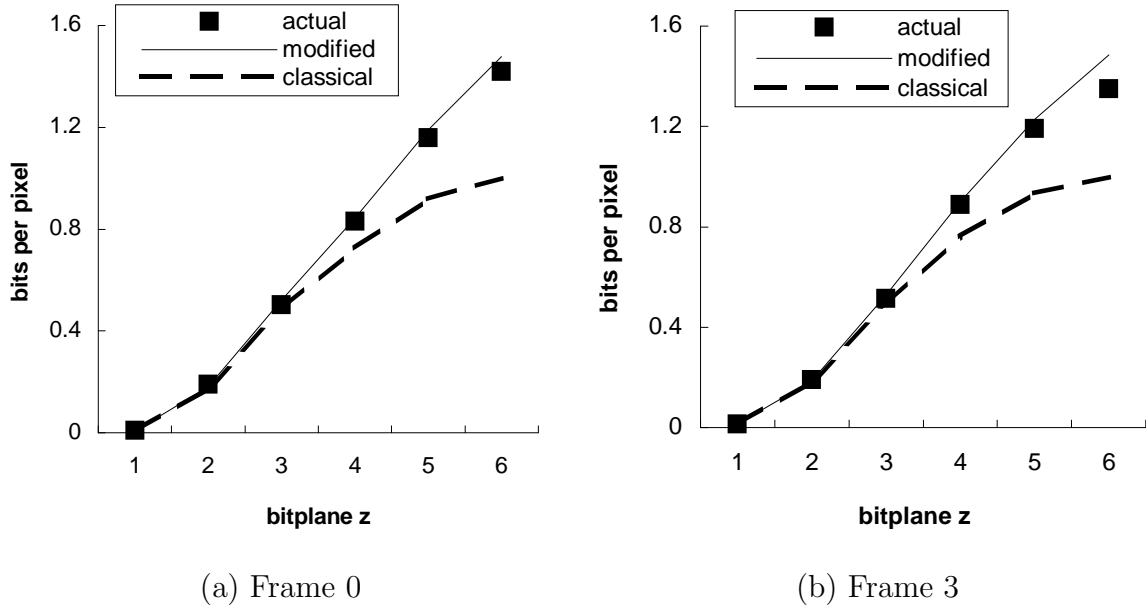 1.6
1.2
0.8
0.4
0
bits per pixel
actual
modified
classical
1 2 3 4 5 6
bitplane z
(a) Frame 0
1.6
1.2
0.8
0.4
0
bits per pixel
actual
modified
classical
1 2 3 4 5 6
bitplane z
(b) Frame 3